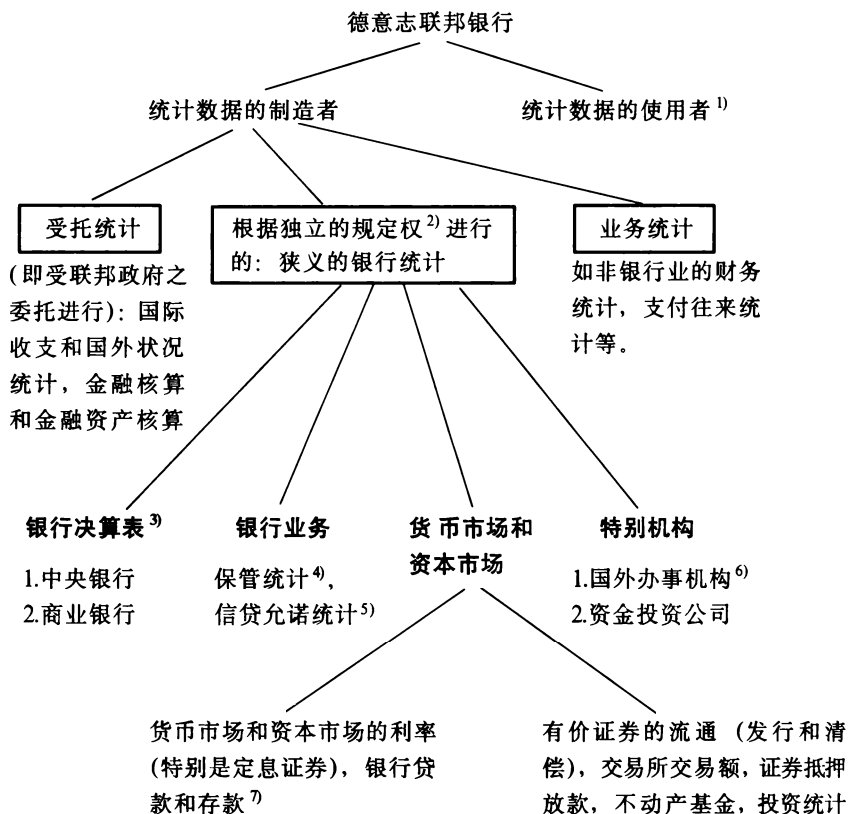 德意志联邦银行
统计数据的制造者
统计数据的使用者 1)
受托统计
(即受联邦政府之
委托进行)：国际
收支和国外状况
统计，金融核算
和金融资产核算
根据独立的规定权 2) 进行
的：狭义的银行统计
业务统计
如非银行业的财务
统计，支付往来统
计等。
银行决算表 3)
1.中央银行
2.商业银行
银行业务
保管统计 4)，
信贷允诺统计 5)
货 币市场和
资本市场
特别机构
1.国外办事机构 6)
2.资金投资公司
货币市场和资本市场的利率
(特别是定息证券)，银行贷
款和存款 7)
有价证券的流通（发行和清
偿)，交易所交易额，证券抵押
放款，不动产基金，投资统计